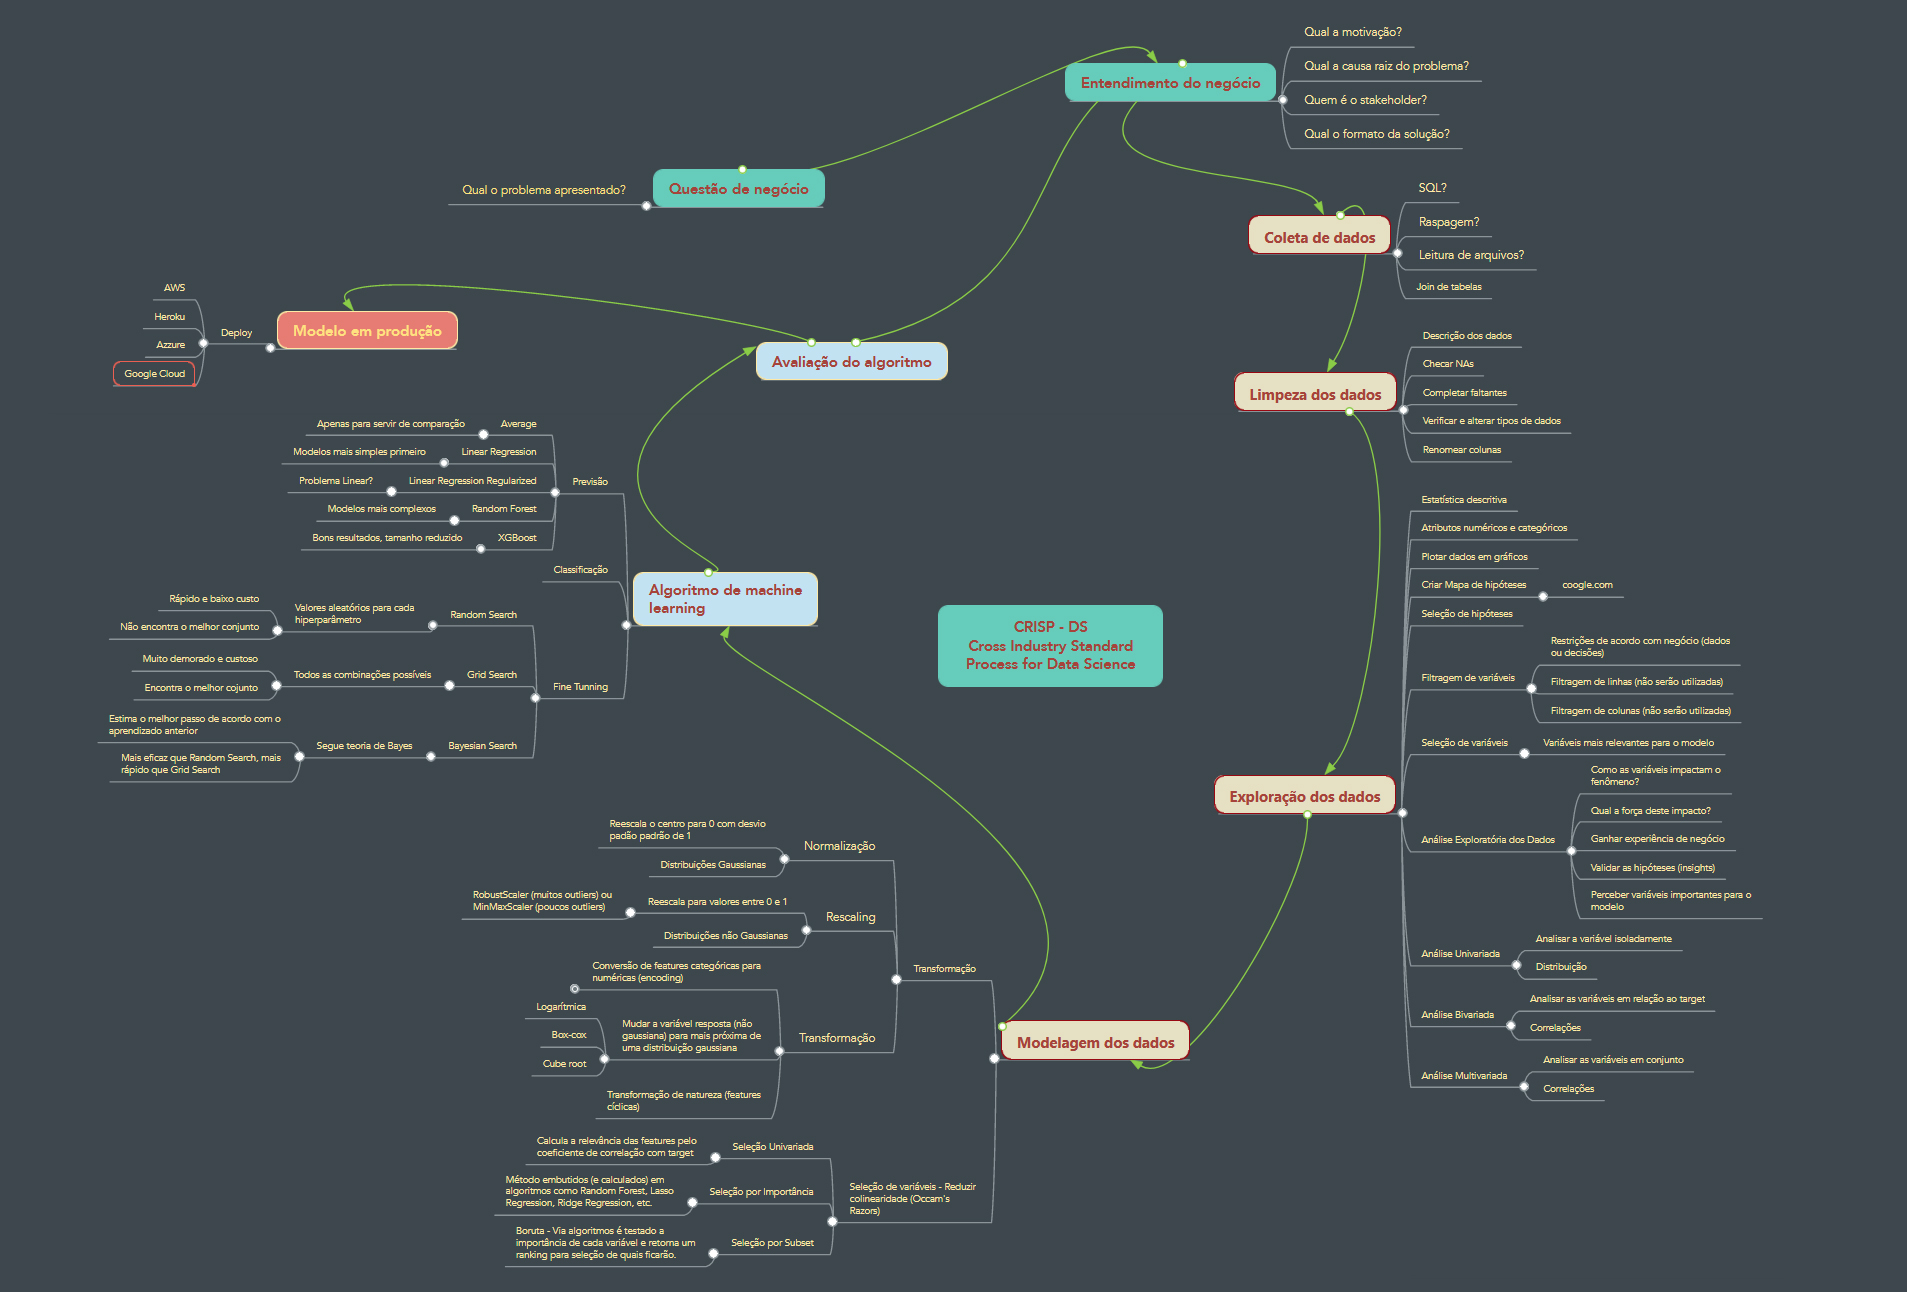 Qual a motivação?
Qual a causa raiz do problema?
Entendimento do negócio
Quem é o stakeholder?
Qual o formato da solução?
Qual o problema apresentado?
Questão de negócio
SQL?
Raspagem?
Coleta de dados
Leitura de arquivos?
Join de tabelas
AWS
Heroku
Deploy
Azzure
Google Cloud
Modelo em produção
Avaliação do algoritmo
Descrição dos dados
Checar NAs
Limpeza dos dados
Completar faltantes
Verificar e alterar tipos de dados
Renomear colunas
Apenas para servir de comparação
Average
Modelos mais simples primeiro
Linear Regression
Problema Linear?
Linear Regression Regularized
Previsão
Modelos mais complexos
Random Forest
Bons resultados, tamanho reduzido
XGBoost
Classificação
Algoritmo de machine
learning
Rápido e baixo custo
Não encontra o melhor conjunto
Valores aleatórios para cada
hiperparâmetro
Random Search
Muito demorado e custoso
Encontra o melhor cojunto
Todos as combinações possíveis
Grid Search
Fine Tunning
Estima o melhor passo de acordo com o
aprendizado anterior
Mais eficaz que Random Search, mais
rápido que Grid Search
Segue teoria de Bayes
Bayesian Search
CRISP - DS
Cross Industry Standard
Process for Data Science
Estatística descritiva
Atributos numéricos e categóricos
Plotar dados em gráficos
Criar Mapa de hipóteses
coogle.com
Seleção de hipóteses
Filtragem de variáveis
Restrições de acordo com negócio (dados
ou decisões)
Filtragem de linhas (não serão utilizadas)
Filtragem de colunas (não serão utilizadas)
Seleção de variáveis
Variáveis mais relevantes para o modelo
Exploração dos dados
Análise Exploratória dos Dados
Como as variáveis impactam o
fenômeno?
Qual a força deste impacto?
Ganhar experiência de negócio
Validar as hipóteses (insights)
Perceber variáveis importantes para o
modelo
Análise Univariada
Analisar a variável isoladamente
Distribuição
Análise Bivariada
Analisar as variáveis em relação ao target
Correlações
Análise Multivariada
Analisar as variáveis em conjunto
Correlações
Reescala o centro para 0 com desvio
padão padrão de 1
Distribuições Gaussianas
Normalização
RobustScaler (muitos outliers) ou
MinMaxScaler (poucos outliers)
Reescala para valores entre 0 e 1
Distribuições não Gaussianas
Rescaling
Transformação
Conversão de features categóricas para
numéricas (encoding)
Logarítmica
Box-cox
Cube root
Mudar a variável resposta (não
gaussiana) para mais próxima de
uma distribuição gaussiana
Transformação
Transformação de natureza (features
cíclicas)
Modelagem dos dados
Calcula a relevância das features pelo
coeficiente de correlação com target
Seleção Univariada
Método embutidos (e calculados) em
algoritmos como Random Forest, Lasso
Regression, Ridge Regression, etc.
Seleção por Importância
Seleção de variáveis - Reduzir
colinearidade (Occam's
Razors)
Boruta - Via algoritmos é testado a
importância de cada variável e retorna um
ranking para seleção de quais ficarão.
Seleção por Subset